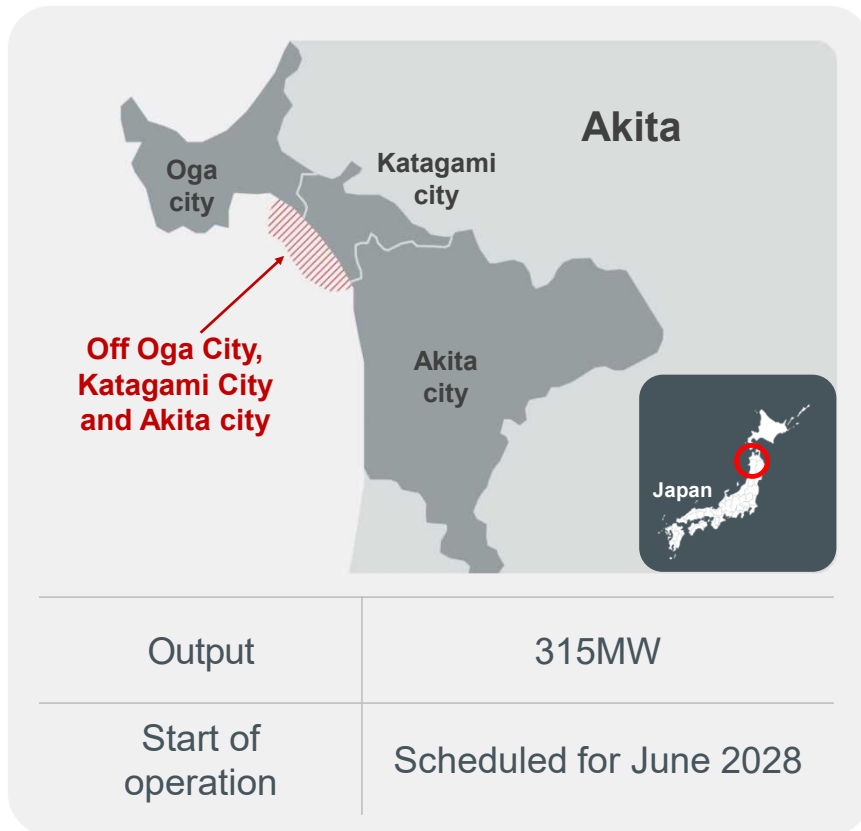 Akita
Oga
city
Katagami
city
Off Oga City,
Katagami City
and Akita city
Akita
city
Japan
Output
315MW
Start of
operation
Scheduled for June 2028